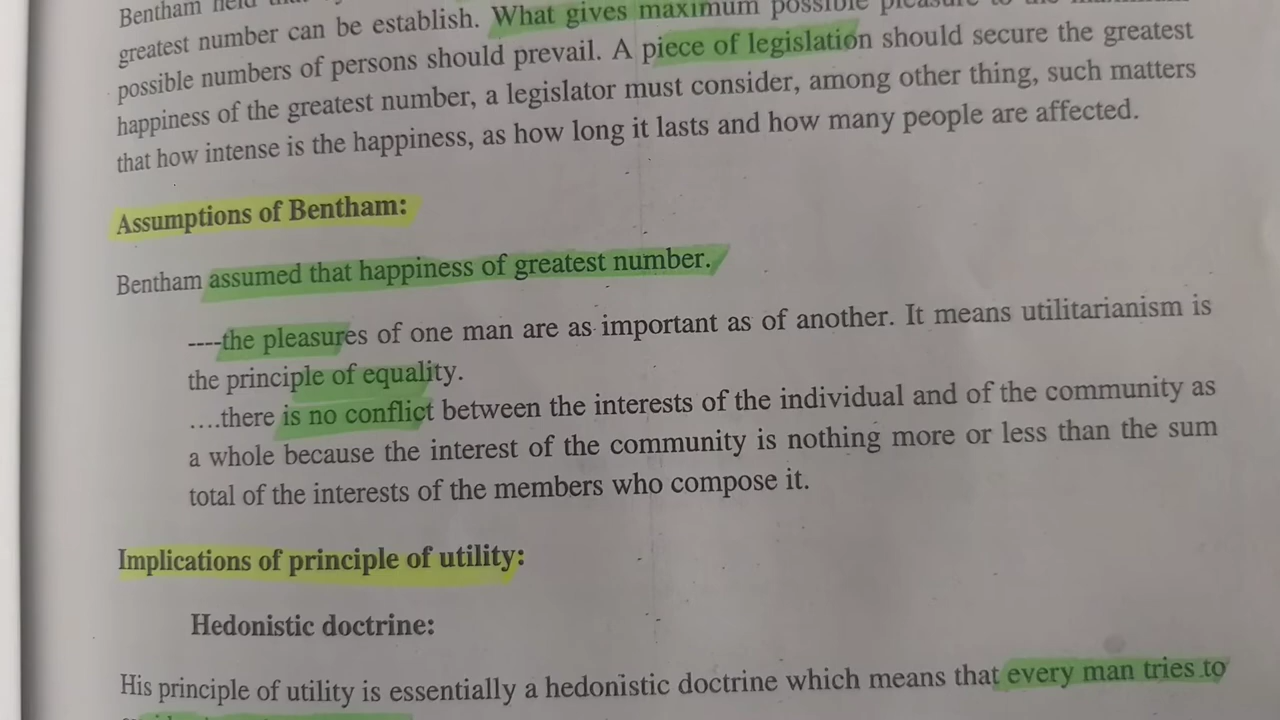 Bentham held that
greatest number can be establish. What gives maximum possible pleasure to the maximum
possible numbers of persons should prevail. A piece of legislation should secure the greatest
happiness of the greatest number, a legislator must consider, among other thing, such matters
that how intense is the happiness, as how long it lasts and how many people are affected.
Assumptions of Bentham:
Bentham assumed that happiness of greatest number.
----the pleasures of one man are as important as of another. It means utilitarianism is
the principle of equality.
....there is no conflict between the interests of the individual and of the community as
a whole because the interest of the community is nothing more or less than the sum
total of the interests of the members who compose it.
Implications of principle of utility:
Hedonistic doctrine:
His principle of utility is essentially a hedonistic doctrine which means that every man tries to